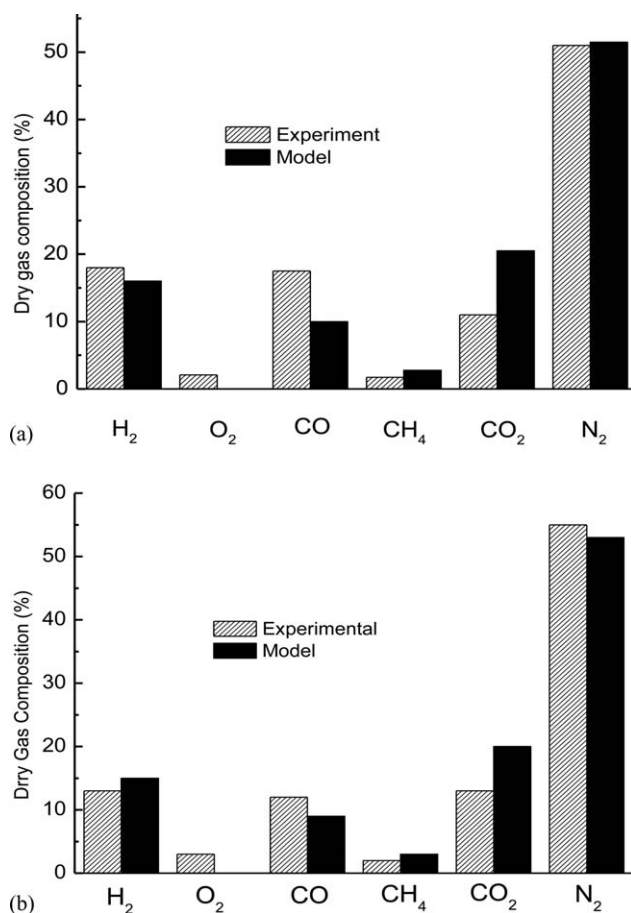 Dry gas composition (%)
50
40
30
20
10
0
Experiment
Model
(a)
H₂ O₂ CO CH₄ CO₂ N₂
Drry Gas Composition (%)
60
50
40
30
20
10
0
Experimental
Model
(b)
H₂ O₂ CO CH₄ CO₂ N₂